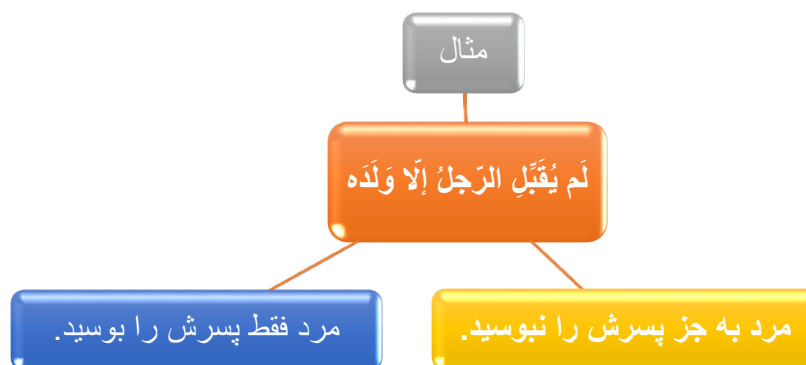 مثال
لَم يُقَبِّلِ الرّجلُ إلّا وَلَدَه
مرد به جز پسرش را نبوسید.
مرد فقط پسرش را بوسید.